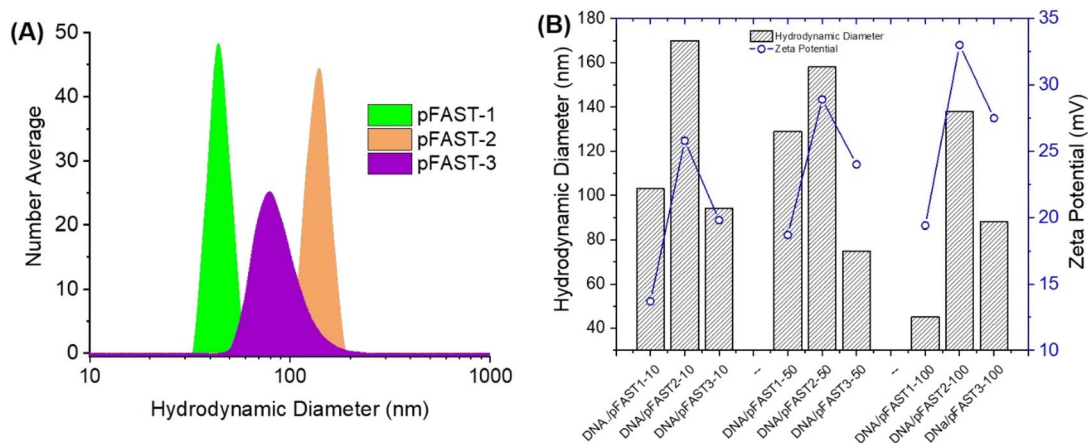 (A)
50
40
30
20
10
0
Number Average
pFAST-1
pFAST-2
pFAST-3
10
100
1000
Hydrodynamic Diameter (nm)
(B)
180
160
140
120
100
80
60
40
Hydrodynamic Diameter (nm)
Hydrodynamic Diameter
Zeta Potential
35
30
25
20
15
10
Zeta Potential (mV)
DNA /pFAST1-10
DNA/pFAST2-10
DNA/pFAST3-10
--
DNA/pFAST1-50
DNA/pFAST2-50
DNA/pFAST3-50
--
DNA/pFAST1-100
DNA/pFAST2-100
DNa/pFAST3-100